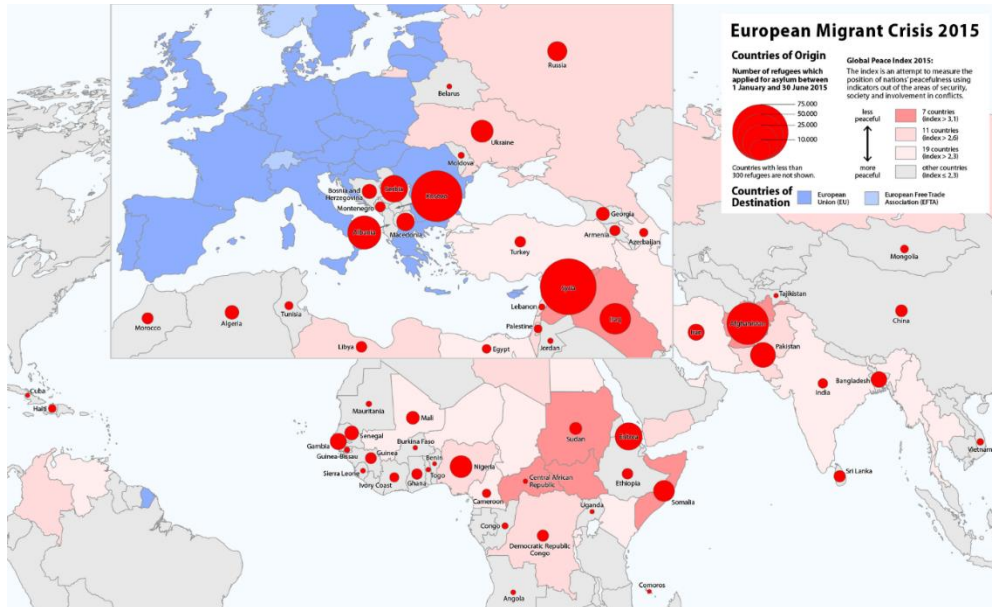 European Migrant Crisis 2015
Countries of Origin
Number of refugees which
applied for asylum between
1 January and 30 June 2015
75.000
50.000
25.000
10.000
Countries with less than
300 refugees are not shown.
Global Peace Index 2015:
The index is an attempt to measure the
position of nations' peacefulness using
indicators out of the areas of security,
society and involvement in conflicts.
less
peaceful
more
peaceful
7 countries
(index > 3,1)
11 countries
(index > 2,6)
19 countries
(index > 2,3)
other countries
(index ≤ 2,3)
Countries of
Destination
European
Union (EU)
European Free Trade
Association (EFTA)
Russia
Belarus
Ukraine
Moldova
Bosnia and
Herzegovina
Serbia
Kosovo
Montenegro
Albania
Macedonia
Georgia
Armenia
Azerbaijan
Turkey
Syria
Lebanon
Iraq
Palestine
Jordan
Morocco
Algeria
Tunisia
Libya
Egypt
Mongolia
Tajikistan
China
Iran
Afghanistan
Pakistan
India
Bangladesh
Vietnam
Sri Lanka
Cuba
Haiti
Mauritania
Mali
Senegal
Gambia
Guinea-Bissau
Guinea
Burkina Faso
Sierra Leone
Ivory Coast
Ghana
Benin
Togo
Nigeria
Cameroon
Sudan
Eritrea
Ethiopia
Central African
Republic
Somalia
Uganda
Congo
Democratic Republic
Congo
Angola
Comoros